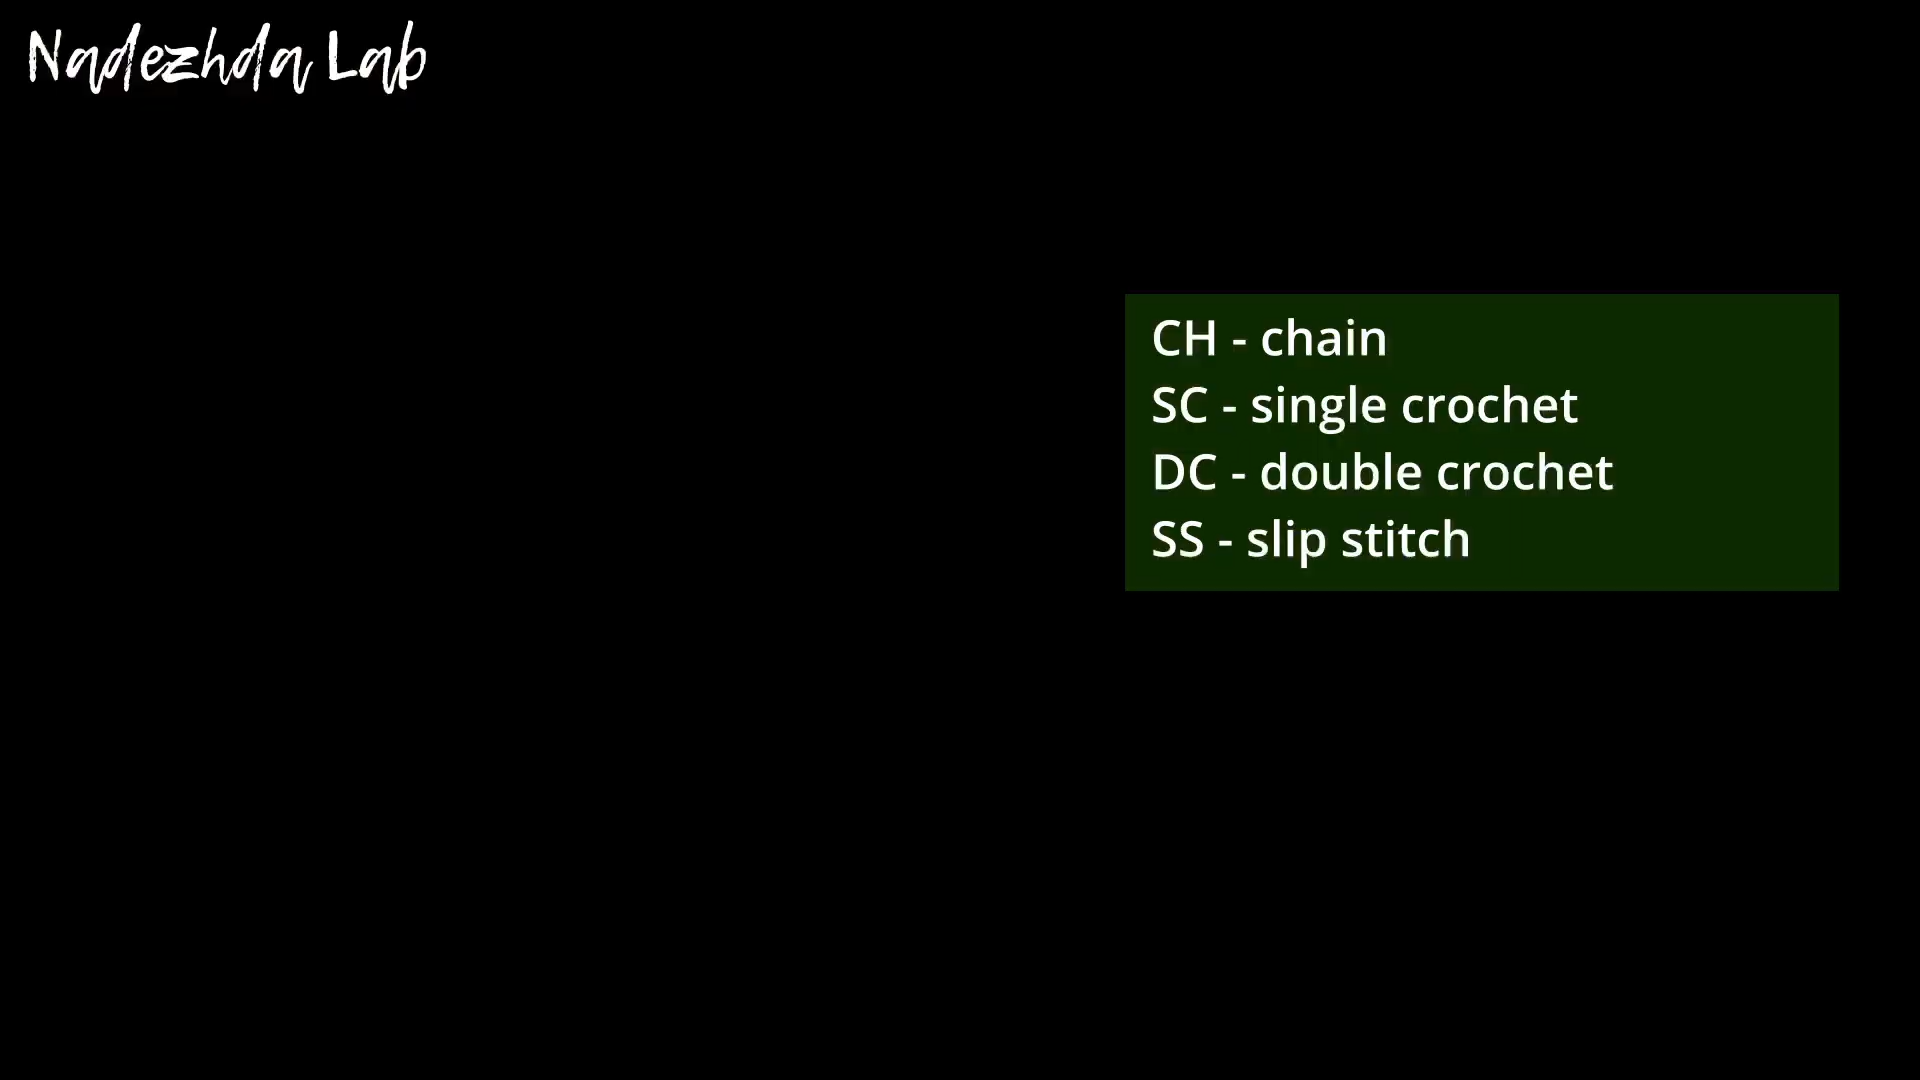 Nadezhda Lab
CH - chain
SC - single crochet
DC - double crochet
SS - slip stitch